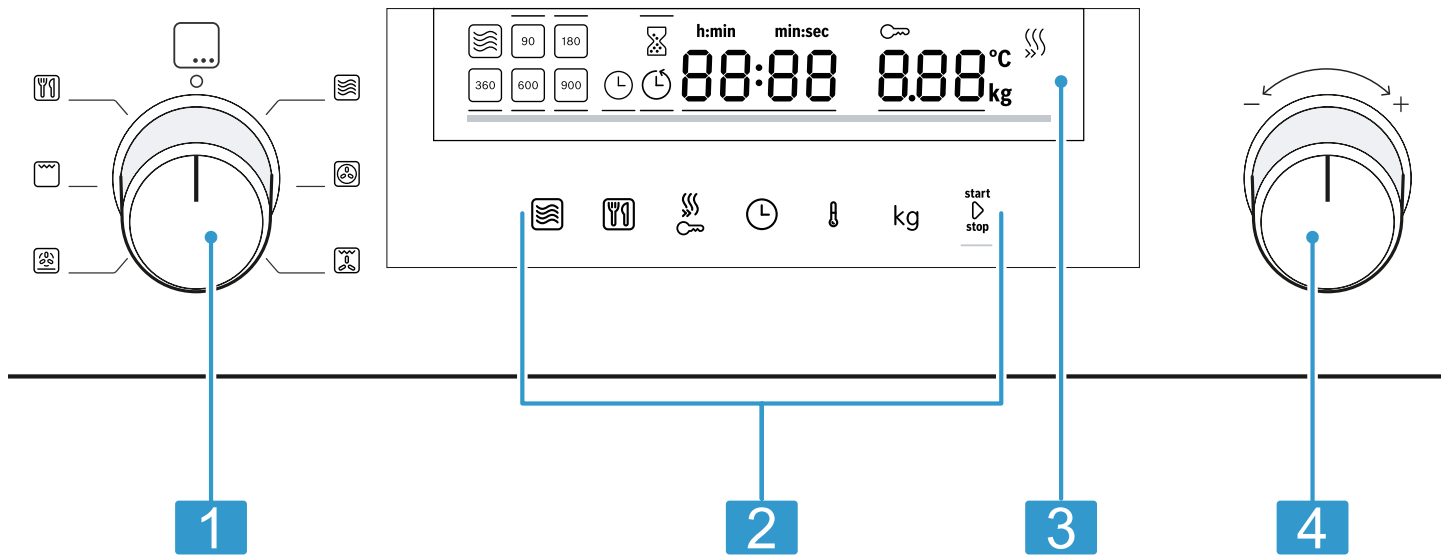 h:min min:sec
90 180
88:88 8.88 °C
360 600 900 kg
− +
kg
start
stop
1 2 3 4